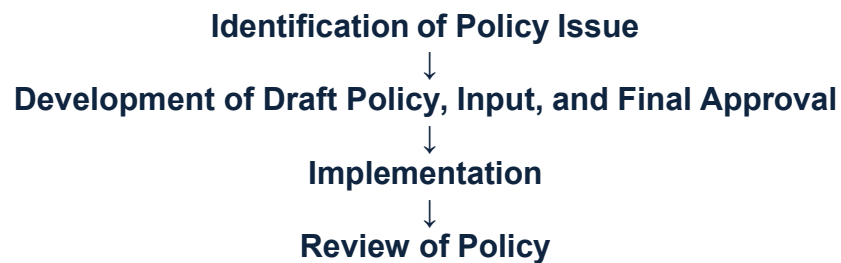 Identification of Policy Issue
↓
Development of Draft Policy, Input, and Final Approval
↓
Implementation
↓
Review of Policy